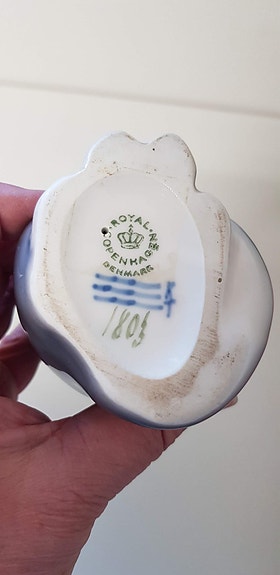 ROYAL
COPENHAGEN
DENMARK
1803